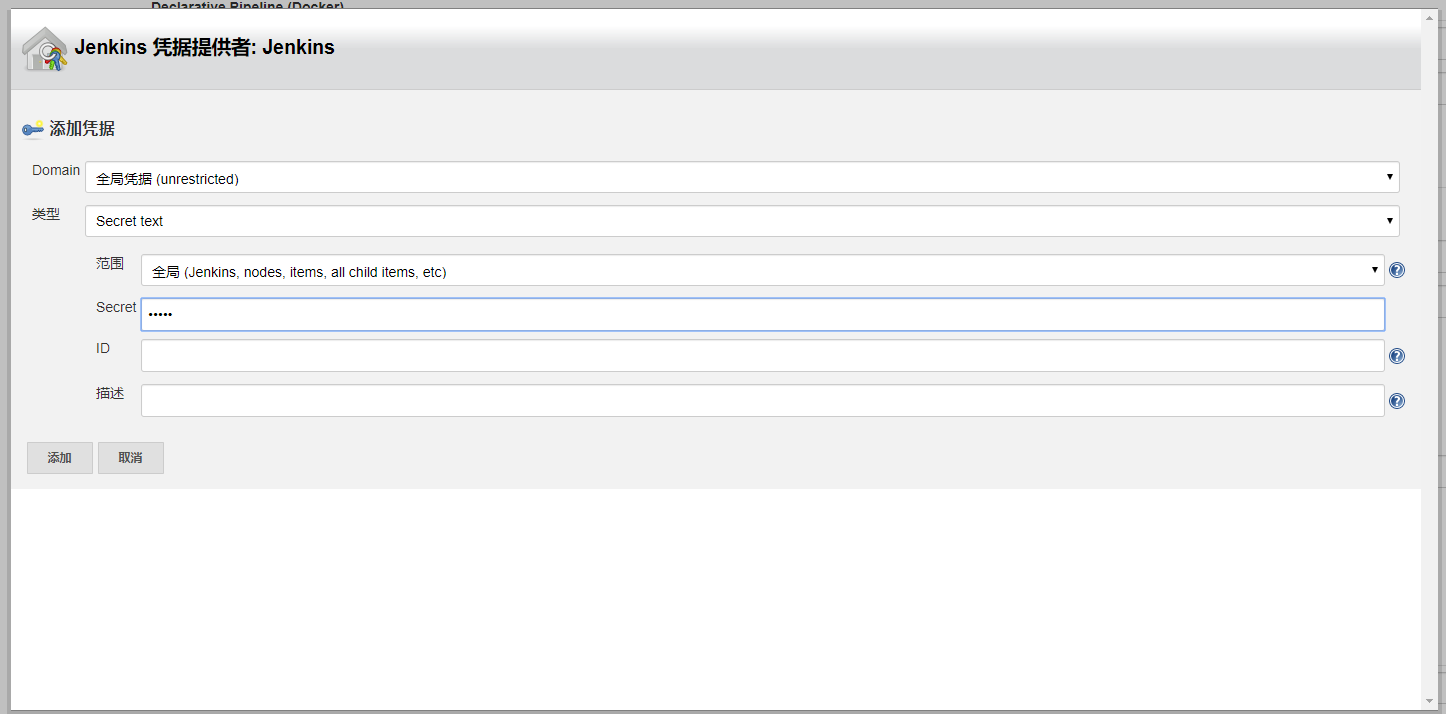 Declarative Pipeline (Docker)
Jenkins 凭据提供者: Jenkins
添加凭据
Domain 全局凭据 (unrestricted)
类型 Secret text
范围 全局 (Jenkins, nodes, items, all child items, etc)
Secret •••••
ID
描述
添加 取消